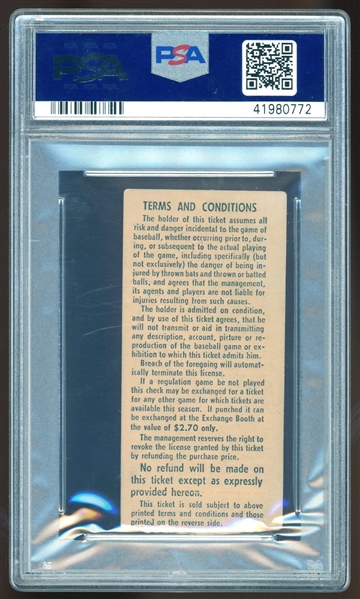 PSA
PSA
41980772
TERMS AND CONDITIONS
The holder of this ticket assumes all
risk and danger incidental to the game of
baseball, whether occurring prior to, dur-
ing, or subsequent to the actual playing
of the game, including specifically (but
not exclusively) the danger of being in-
jured by thrown bats and thrown or batted
balls, and agrees that the management,
its agents and players are not liable for
injuries resulting from such causes.
The holder is admitted on condition,
and by use of this ticket agrees, that he
will not transmit or aid in transmitting
any description, account, picture or re-
production of the baseball game or ex-
hibition to which this ticket admits him.
Breach of the foregoing will automat-
ically terminate this license.
If a regulation game be not played
this check may be exchanged for a ticket
for any other game for which tickets are
available this season. If punched it can
be exchanged at the Exchange Booth at
the value of $2.70 only.
The management reserves the right to
revoke the license granted by this ticket
by refunding the purchase price.
No refund will be made on
this ticket except as expressly
provided hereon.
This ticket is sold subject to above
printed terms and conditions and those
printed on the reverse side.